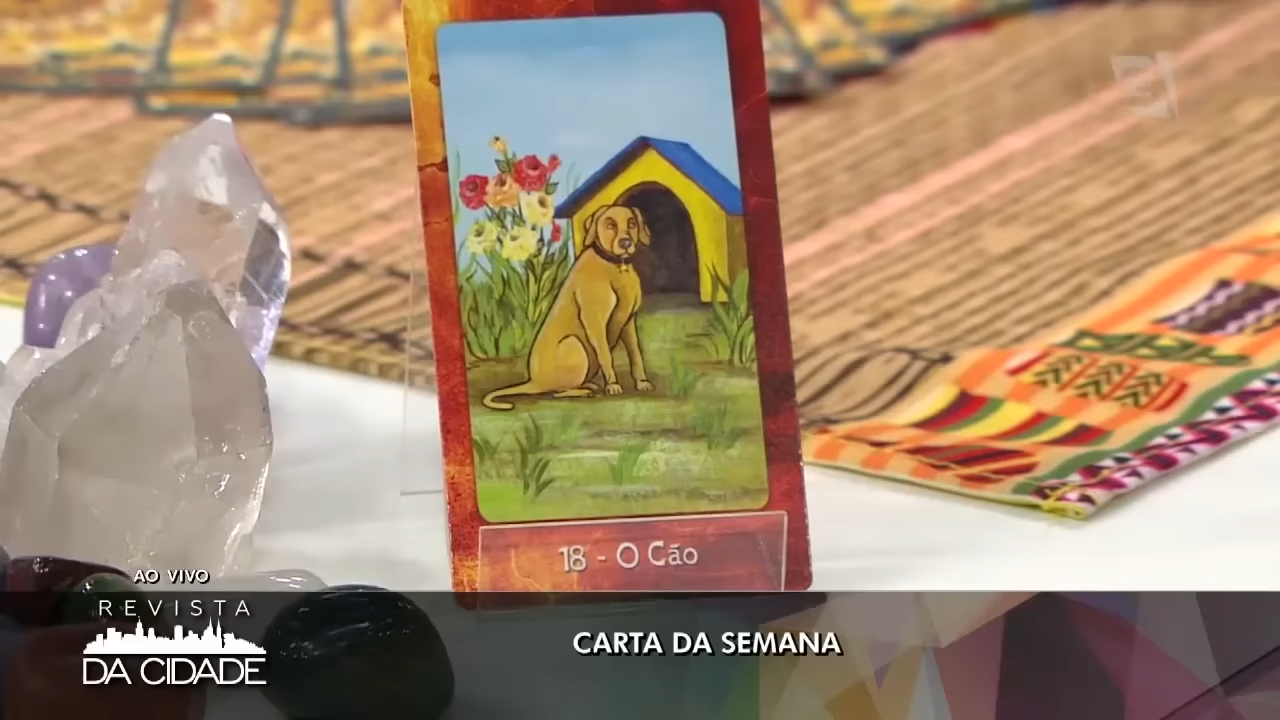 18 - O Cão
AO VIVO
REVISTA
DA CIDADE
CARTA DA SEMANA